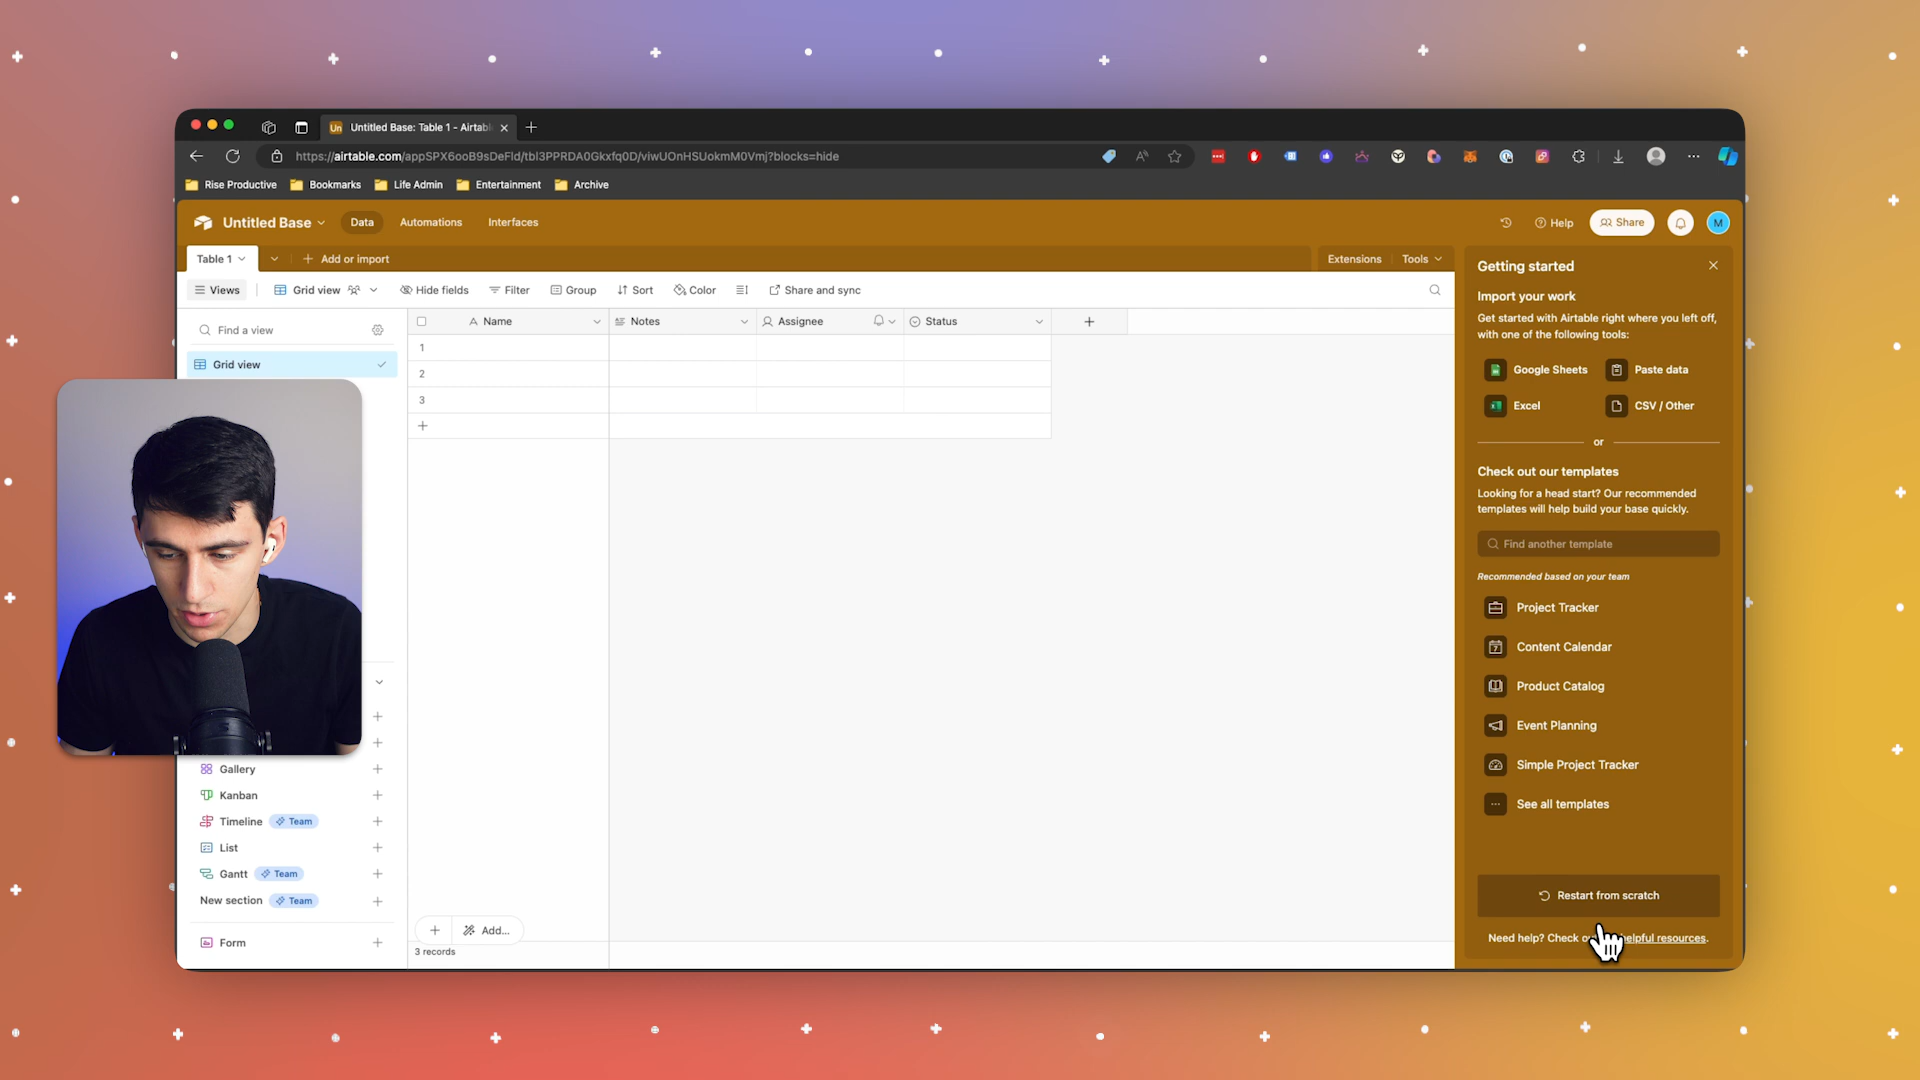 Un Untitled Base: Table 1 - Airtabl
https://airtable.com/appSPX6ooB9sDeFld/tbl3PPRDA0Gkxfq0D/viwUOnHSUokmM0Vmj?blocks=hide
Rise Productive Bookmarks Life Admin Entertainment Archive
Untitled Base Data Automations Interfaces Help Share M
Table 1 Add or import Extensions Tools
Views Grid view Hide fields Filter Group Sort Color Share and sync
Find a view
Grid view
Gallery
Kanban
Timeline Team
List
Gantt Team
New section Team
Form
Name Notes Assignee Status
1
2
3
Add...
3 records
Getting started
Import your work
Get started with Airtable right where you left off,
with one of the following tools:
Google Sheets Paste data
Excel CSV / Other
or
Check out our templates
Looking for a head start? Our recommended
templates will help build your base quickly.
Find another template
Recommended based on your team
Project Tracker
Content Calendar
Product Catalog
Event Planning
Simple Project Tracker
See all templates
Restart from scratch
Need help? Check helpful resources.